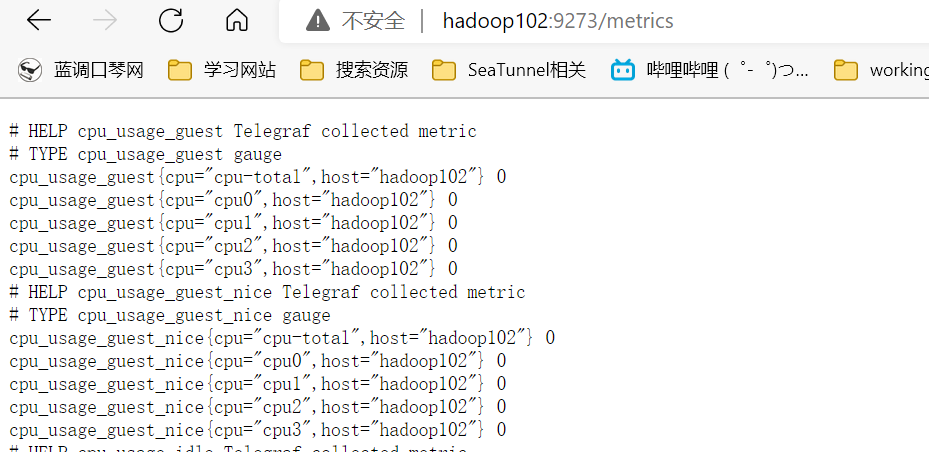 不安全 | hadoop102:9273/metrics
蓝调口琴网 学习网站 搜索资源 SeaTunnel相关 哔哩哔哩 (゜-゜)つ... working
# HELP cpu_usage_guest Telegraf collected metric
# TYPE cpu_usage_guest gauge
cpu_usage_guest{cpu="cpu-total",host="hadoop102"} 0
cpu_usage_guest{cpu="cpu0",host="hadoop102"} 0
cpu_usage_guest{cpu="cpu1",host="hadoop102"} 0
cpu_usage_guest{cpu="cpu2",host="hadoop102"} 0
cpu_usage_guest{cpu="cpu3",host="hadoop102"} 0
# HELP cpu_usage_guest_nice Telegraf collected metric
# TYPE cpu_usage_guest_nice gauge
cpu_usage_guest_nice{cpu="cpu-total",host="hadoop102"} 0
cpu_usage_guest_nice{cpu="cpu0",host="hadoop102"} 0
cpu_usage_guest_nice{cpu="cpu1",host="hadoop102"} 0
cpu_usage_guest_nice{cpu="cpu2",host="hadoop102"} 0
cpu_usage_guest_nice{cpu="cpu3",host="hadoop102"} 0
# HELP cpu_usage_idle Telegraf collected metric